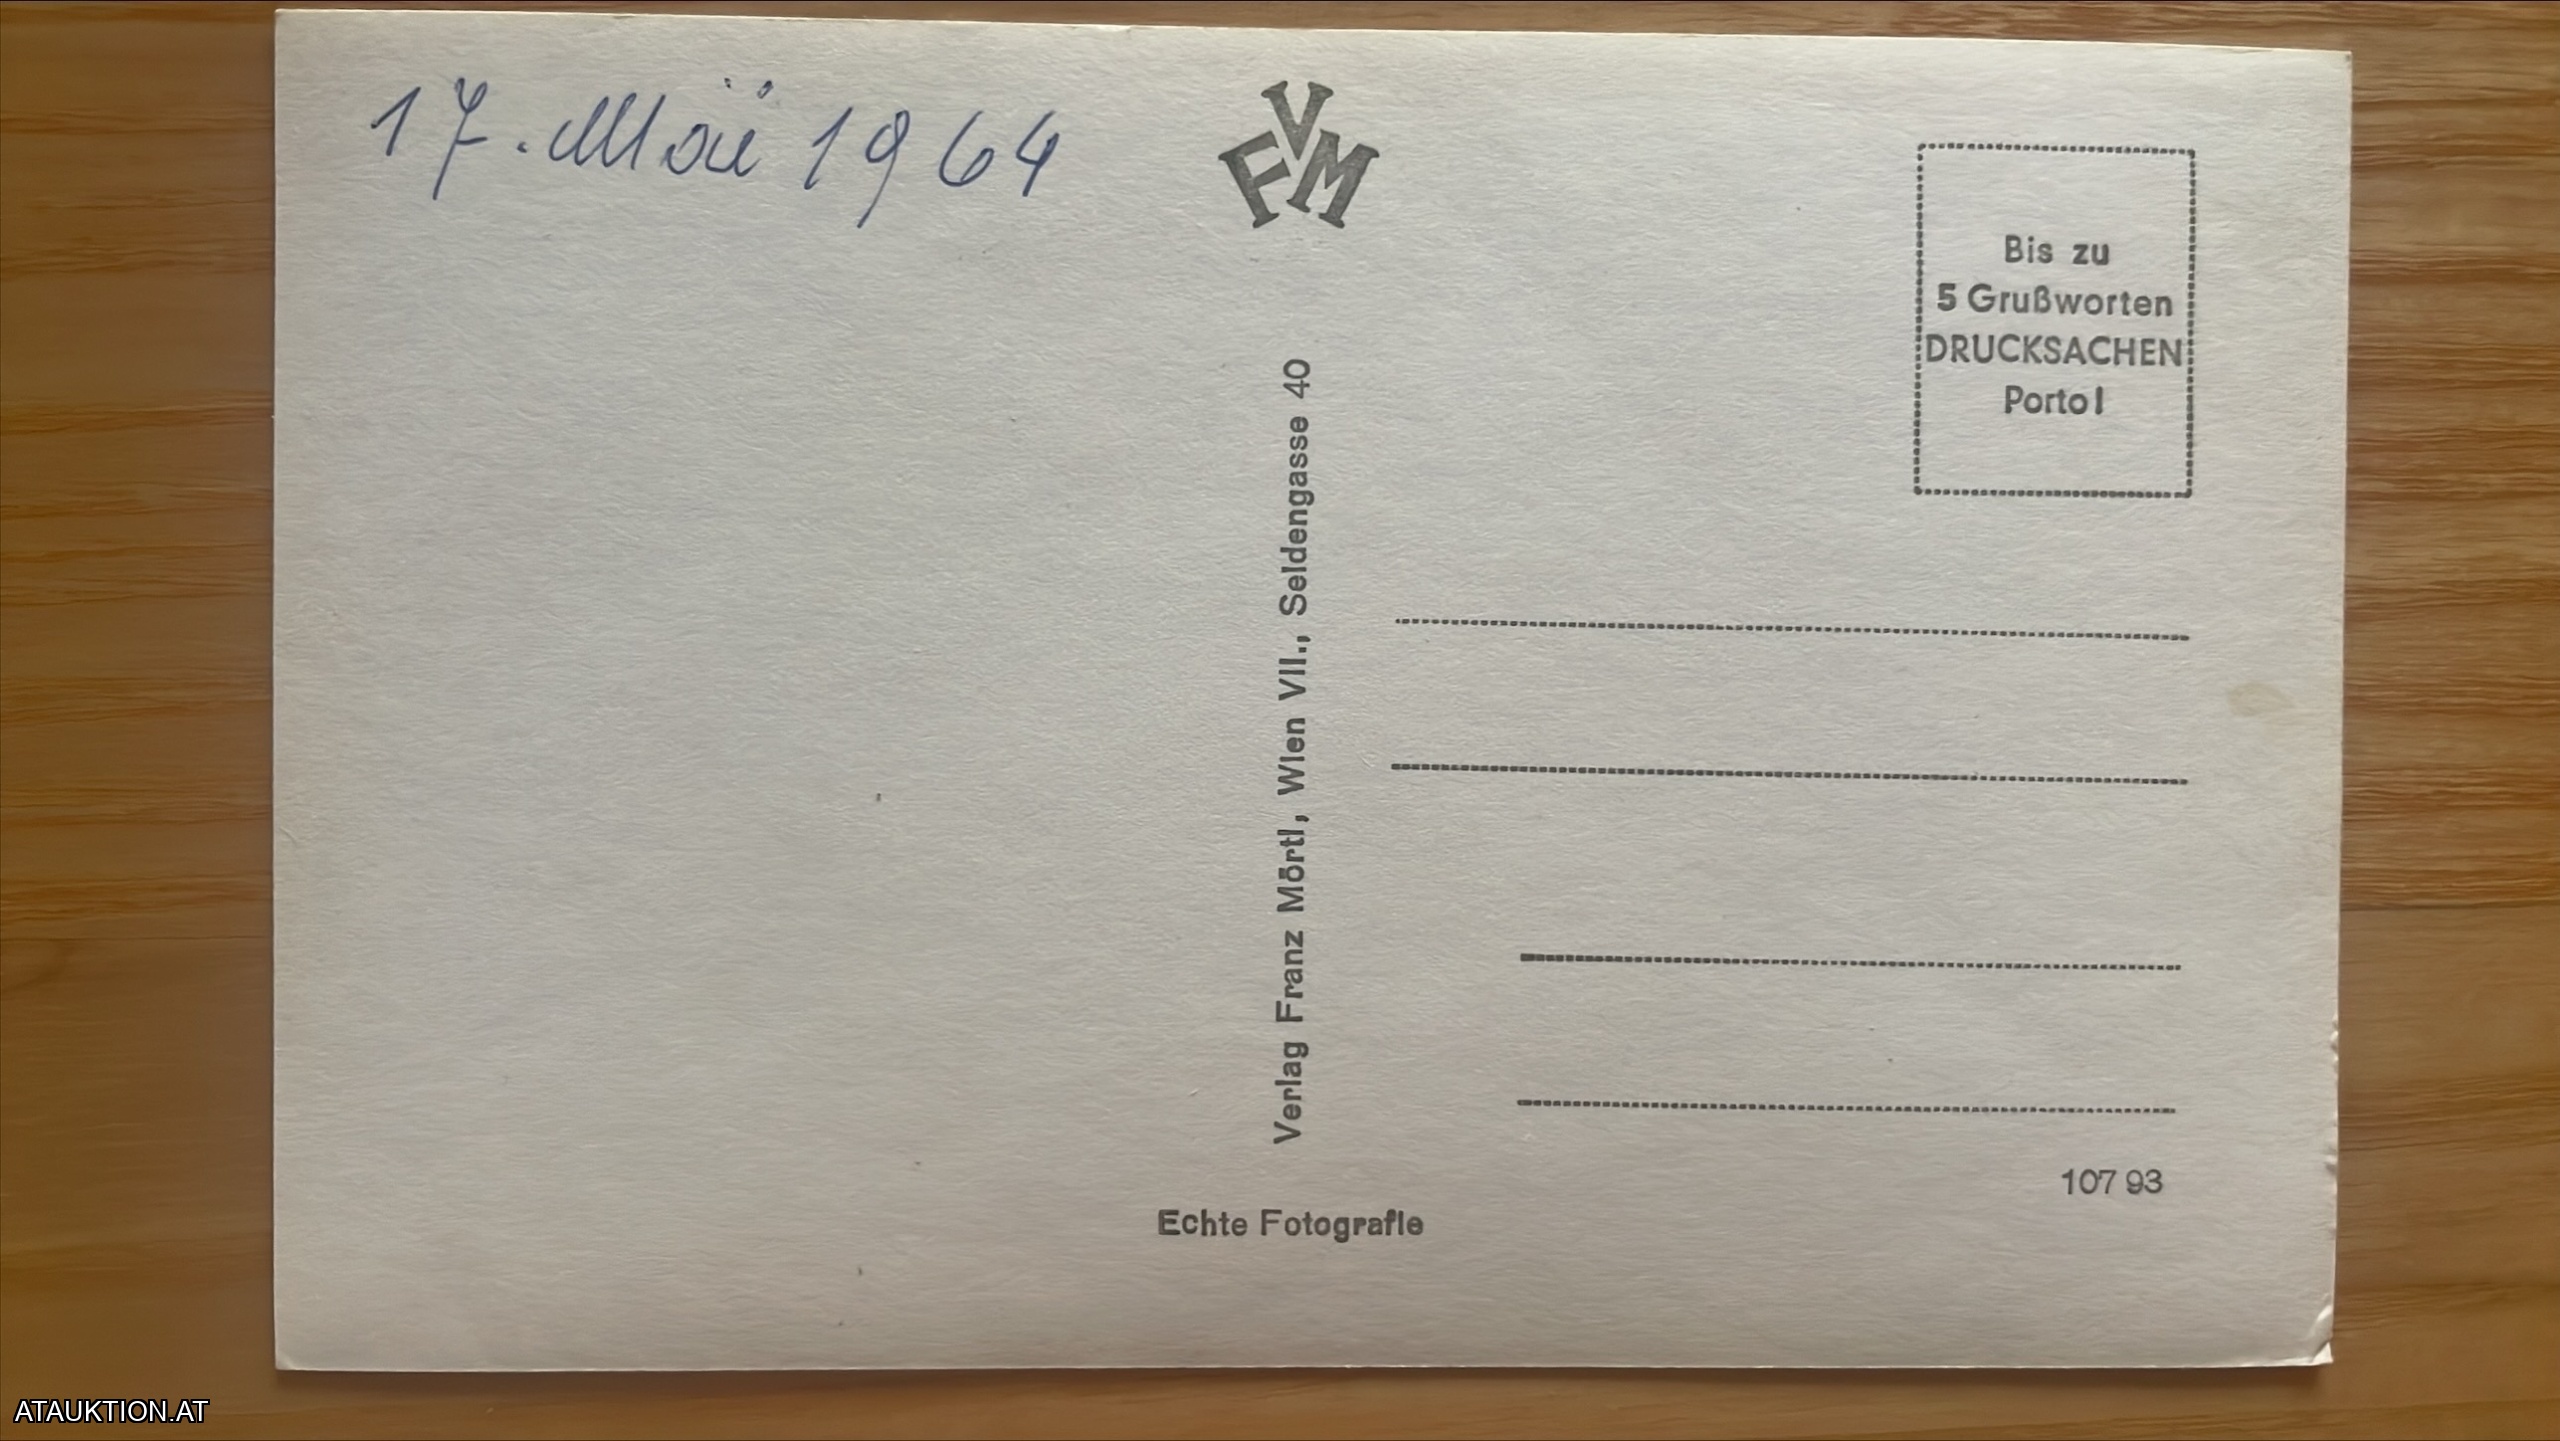 17. Mai 1964
FVM
Bis zu
5 Grußworten
DRUCKSACHEN
Porto!
Verlag Franz Mörtl, Wien VII., Seidengasse 40
107 93
Echte Fotografie
ATAUKTION.AT